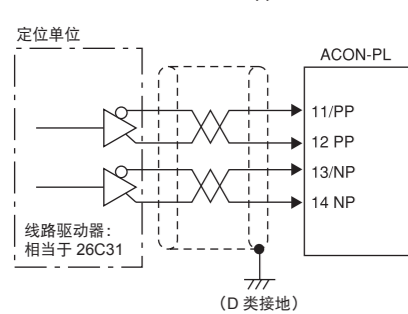 定位单位
ACON-PL
11/PP
12 PP
13/NP
14 NP
线路驱动器：
相当于 26C31
（D 类接地）